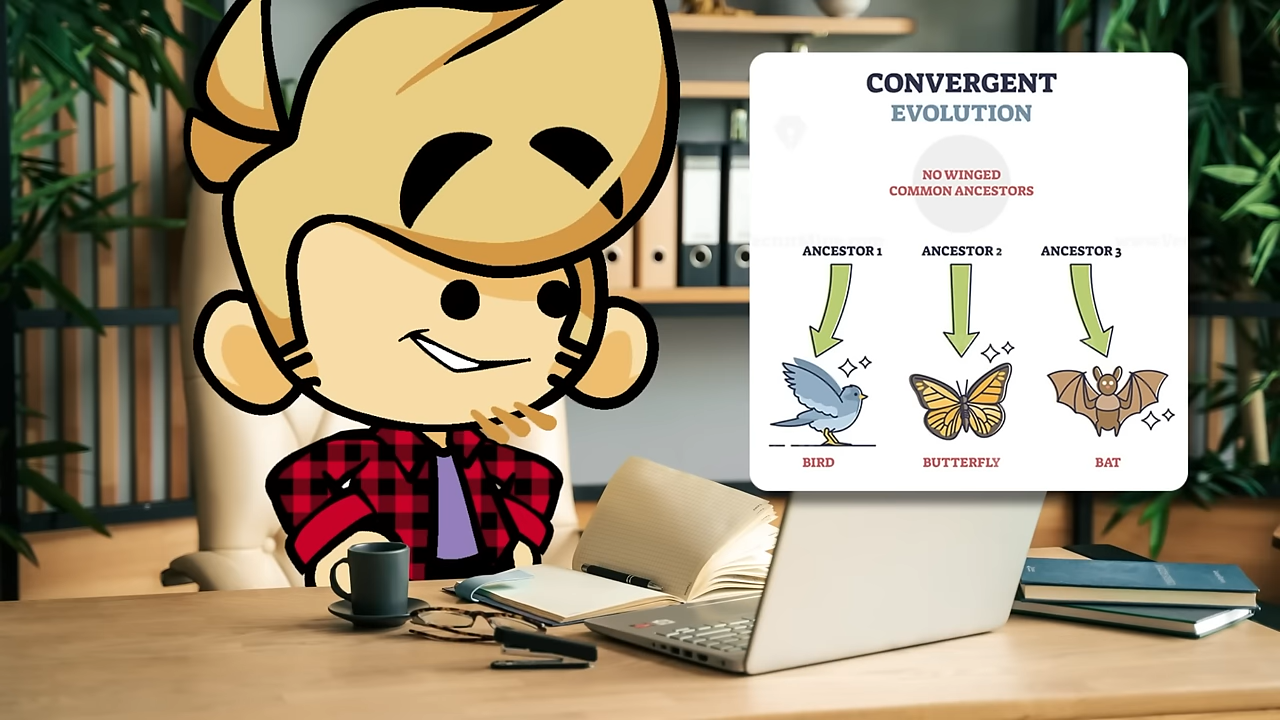 CONVERGENT
EVOLUTION
NO WINGED
COMMON ANCESTORS
ANCESTOR 1
ANCESTOR 2
ANCESTOR 3
BIRD
BUTTERFLY
BAT